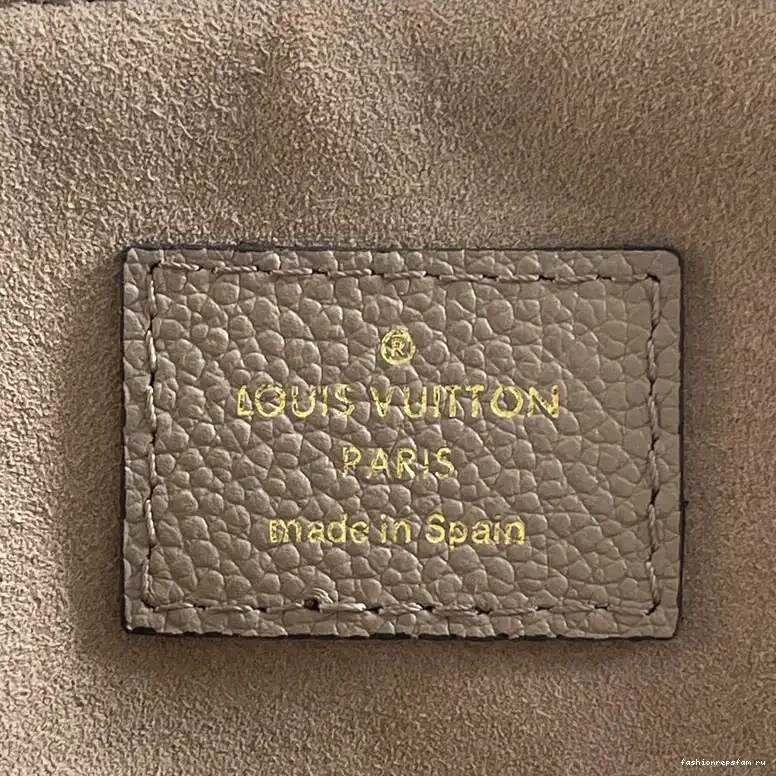 ®
LOUIS VUITTON
PARIS
made in Spain
fashionrepsfam.ru